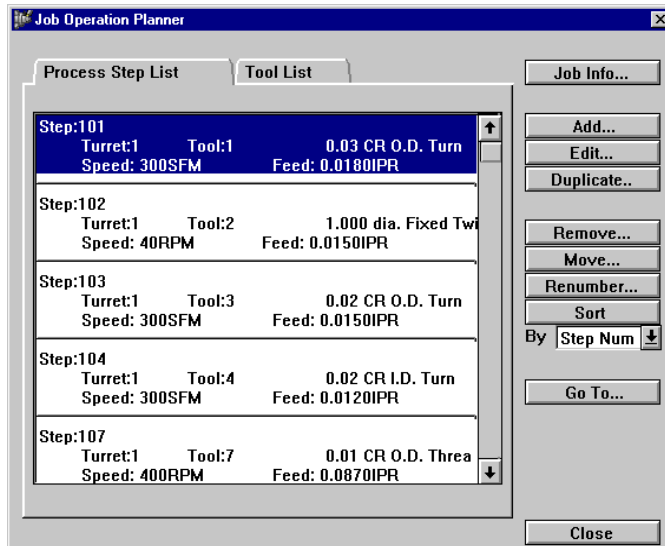 Job Operation Planner
Process Step List
Tool List
Step:101
Turret:1 Tool:1 0.03 CR O.D. Turn
Speed: 300SFM Feed: 0.0180IPR
Step:102
Turret:1 Tool:2 1.000 dia. Fixed Twi
Speed: 40RPM Feed: 0.0150IPR
Step:103
Turret:1 Tool:3 0.02 CR O.D. Turn
Speed: 300SFM Feed: 0.0150IPR
Step:104
Turret:1 Tool:4 0.02 CR I.D. Turn
Speed: 300SFM Feed: 0.0120IPR
Step:107
Turret:1 Tool:7 0.01 CR O.D. Threa
Speed: 400RPM Feed: 0.0870IPR
Job Info...
Add...
Edit...
Duplicate..
Remove...
Move...
Renumber...
Sort
By Step Num
Go To...
Close